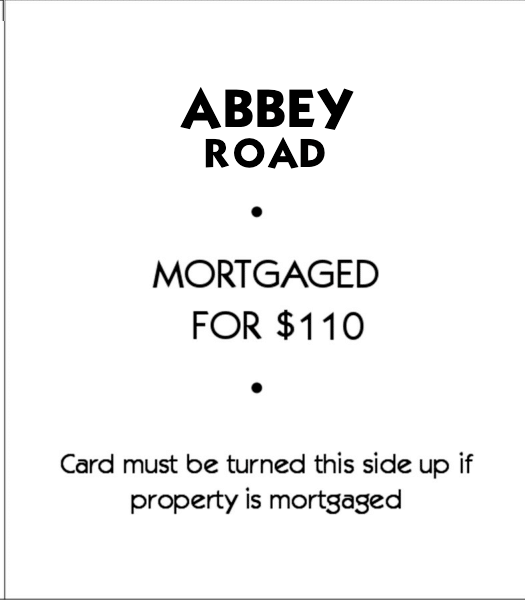 ABBEY
ROAD
•
MORTGAGED
FOR $110
•
Card must be turned this side up if
property is mortgaged